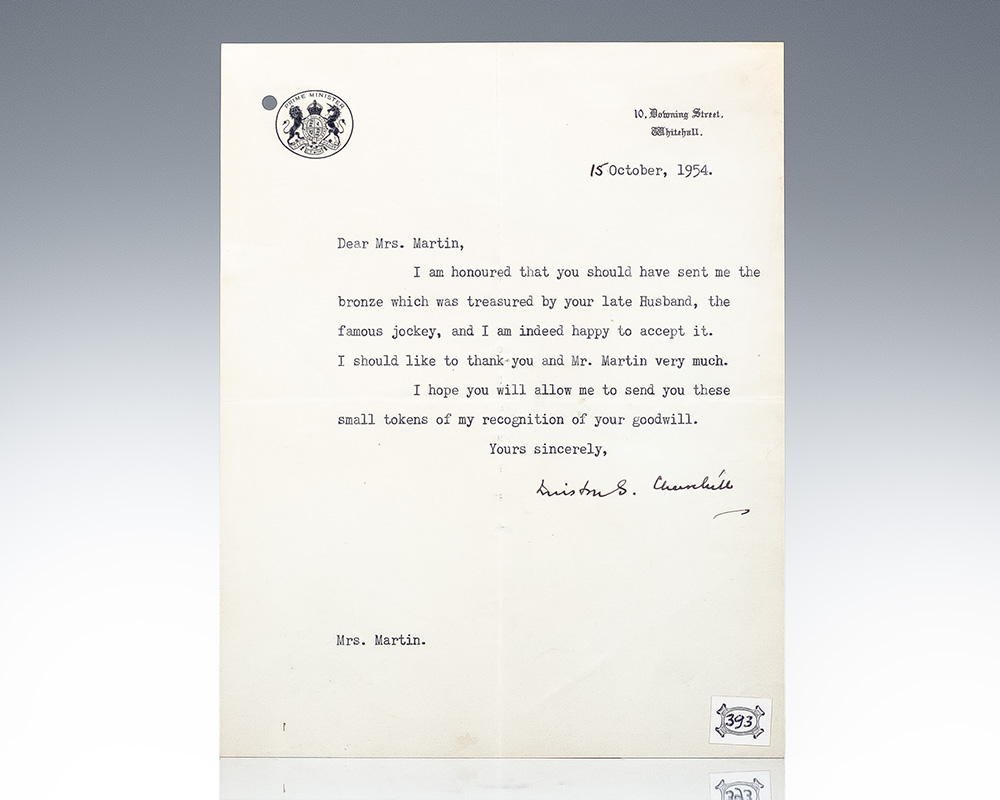 PRIME MINISTER
10, Downing Street,
Whitehall.
15 October, 1954.
Dear Mrs. Martin,
I am honoured that you should have sent me the
bronze which was treasured by your late Husband, the
famous jockey, and I am indeed happy to accept it.
I should like to thank you and Mr. Martin very much.
I hope you will allow me to send you these
small tokens of my recognition of your goodwill.
Yours sincerely,
Winston S. Churchill
Mrs. Martin.
393